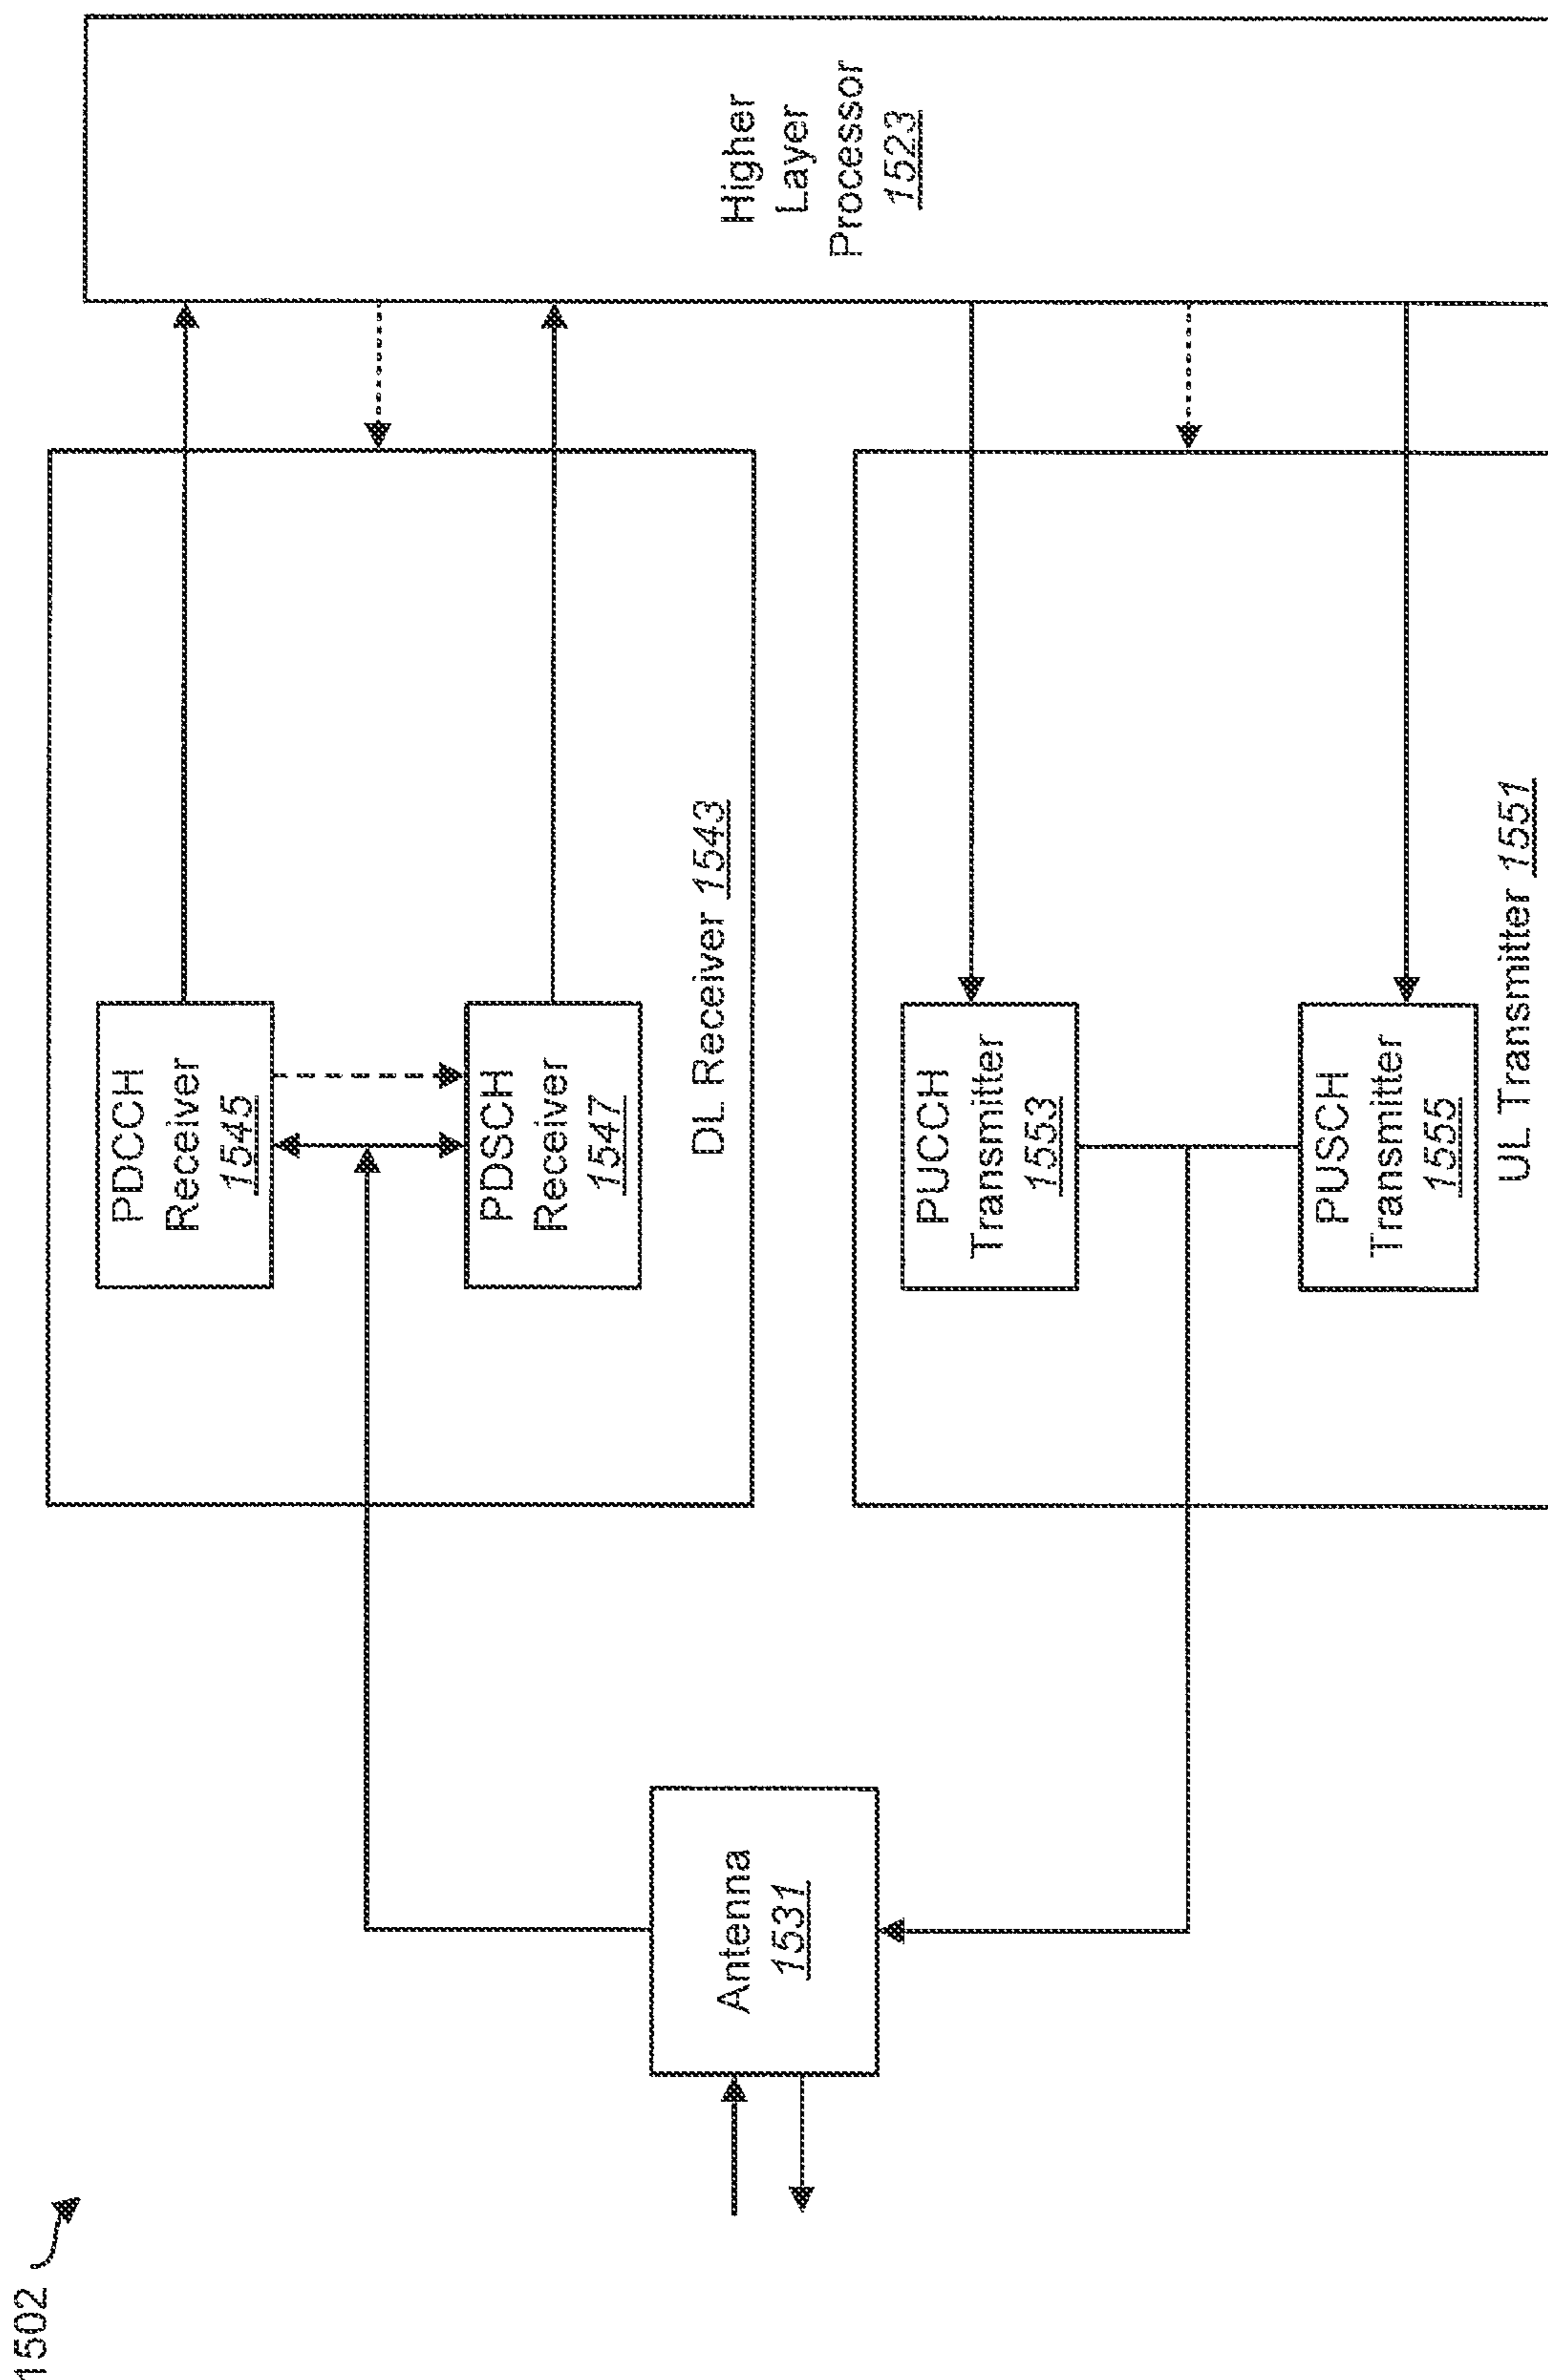 1502
Antenna
1531
PDCCH
Receiver
1545
PDSCH
Receiver
1547
DL Receiver 1543
PUCCH
Transmitter
1553
PUSCH
Transmitter
1555
UL Transmitter 1551
Higher
Layer
Processor
1523